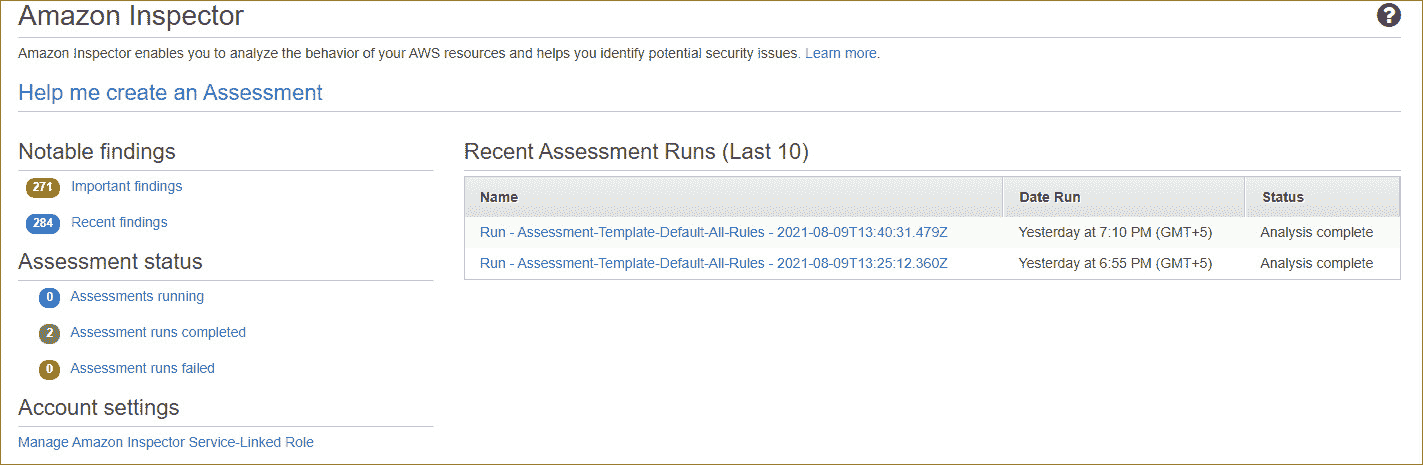 Amazon Inspector
?
Amazon Inspector enables you to analyze the behavior of your AWS resources and helps you identify potential security issues. Learn more.
Help me create an Assessment
Notable findings
271 Important findings
284 Recent findings
Assessment status
0 Assessments running
2 Assessment runs completed
0 Assessment runs failed
Account settings
Manage Amazon Inspector Service-Linked Role
Recent Assessment Runs (Last 10)
Name Date Run Status
Run - Assessment-Template-Default-All-Rules - 2021-08-09T13:40:31.479Z Yesterday at 7:10 PM (GMT+5) Analysis complete
Run - Assessment-Template-Default-All-Rules - 2021-08-09T13:25:12.360Z Yesterday at 6:55 PM (GMT+5) Analysis complete